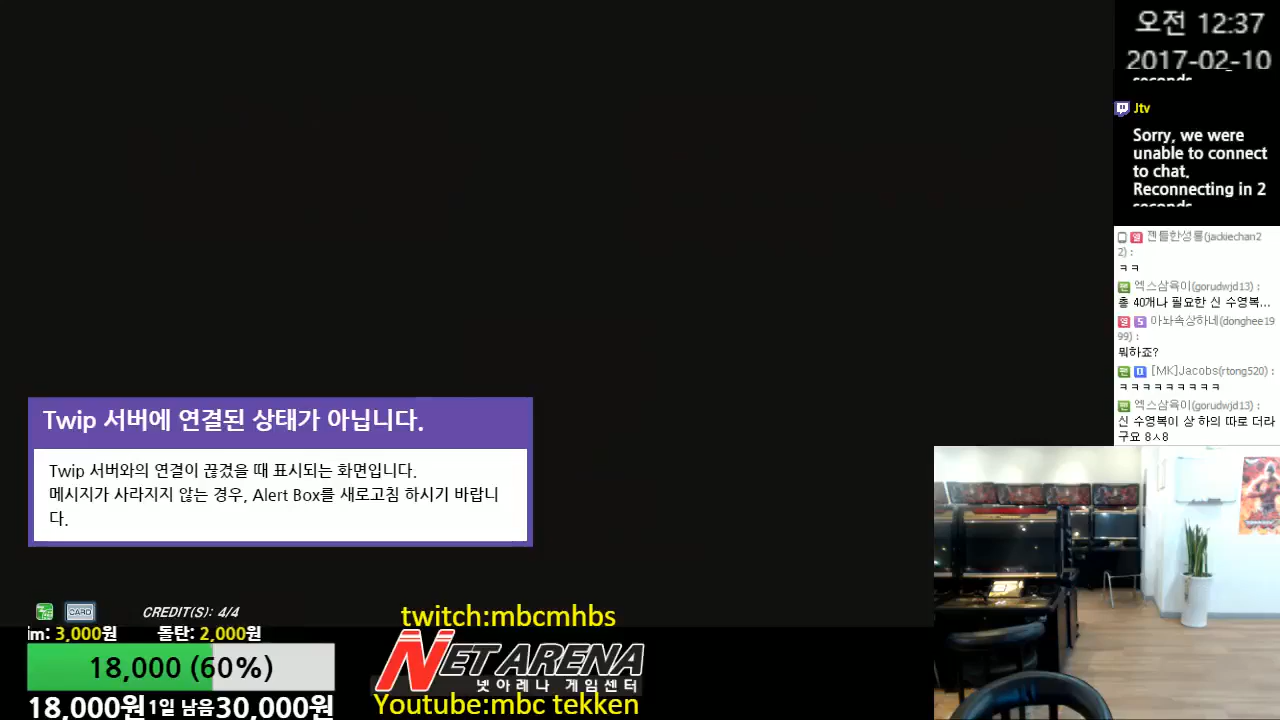 오전 12:37
2017-02-10
seconds
Jtv
Sorry, we were
unable to connect
to chat.
Reconnecting in 2
seconds
젠틀한성룡(jackiechan2
2) :
ㅋㅋ
엑스삼육이(gorudwjd13) :
총 40개나 필요한 신 수영복...
아놔속상하네(donghee19
99) :
뭐하죠?
[MK]Jacobs(rtong520) :
ㅋㅋㅋㅋㅋㅋㅋㅋㅋ
엑스삼육이(gorudwjd13) :
신 수영복이 상 하의 따로 더라
구요 8ㅅ8
Twip 서버에 연결된 상태가 아닙니다.
Twip 서버와의 연결이 끊겼을 때 표시되는 화면입니다.
메시지가 사라지지 않는 경우, Alert Box를 새로고침 하시기 바랍니
다.
CARD
CREDIT(S): 4/4
im: 3,000원 돌탄: 2,000원
18,000 (60%)
18,000원 1일 남음 30,000원
twitch:mbcmhbs
NET ARENA
넷아레나 게임센터
Youtube:mbc tekken